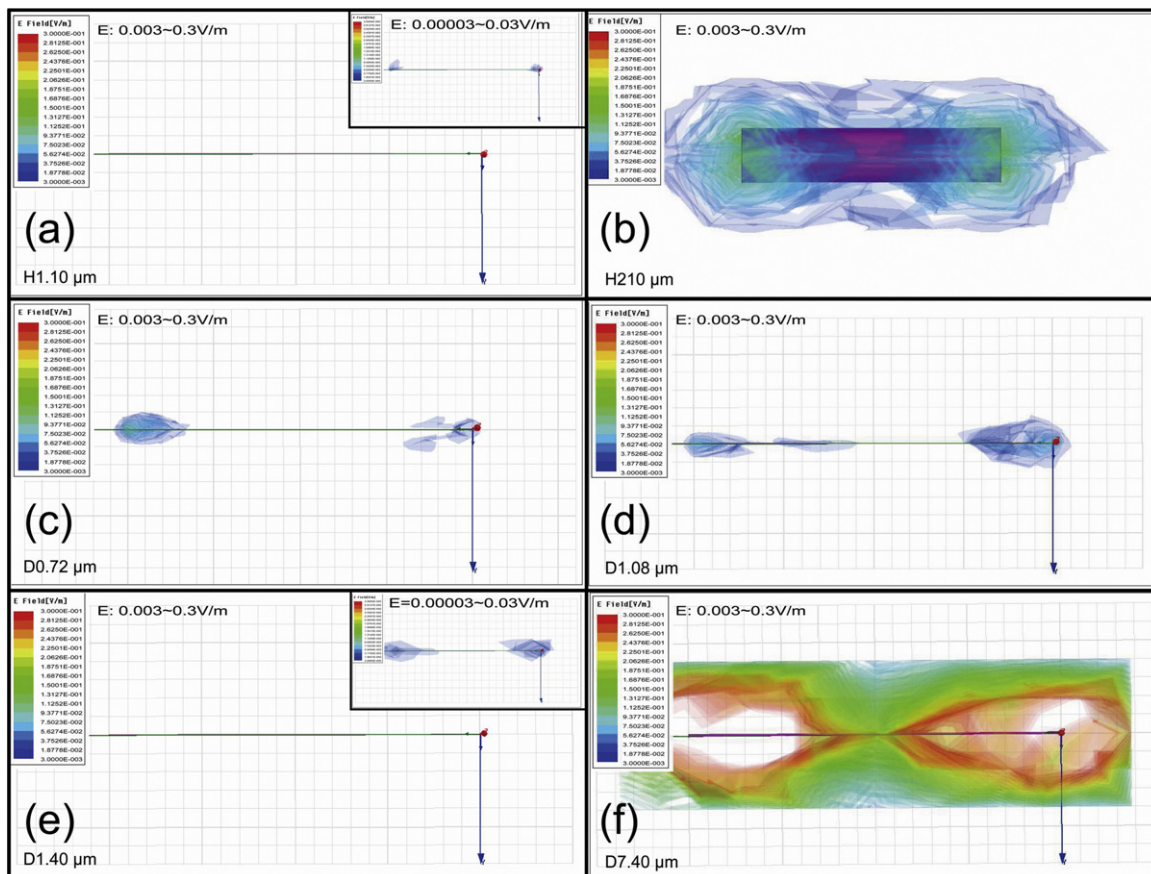 E Field[V/m]
3.0000E-001
2.8125E-001
2.6250E-001
2.4376E-001
2.2501E-001
2.0626E-001
1.8751E-001
1.6876E-001
1.5001E-001
1.3127E-001
1.1252E-001
9.3771E-002
7.5023E-002
5.6274E-002
3.7526E-002
1.8778E-002
3.0000E-003
E: 0.003~0.3V/m
E: 0.00003~0.03V/m
(a)
H1.10 µm
E Field[V/m]
3.0000E-001
2.8125E-001
2.6250E-001
2.4376E-001
2.2501E-001
2.0626E-001
1.8751E-001
1.6876E-001
1.5001E-001
1.3127E-001
1.1252E-001
9.3771E-002
7.5023E-002
5.6274E-002
3.7526E-002
1.8778E-002
3.0000E-003
E: 0.003~0.3V/m
(b)
H210 µm
E Field[V/m]
3.0000E-001
2.8125E-001
2.6250E-001
2.4376E-001
2.2501E-001
2.0626E-001
1.8751E-001
1.6876E-001
1.5001E-001
1.3127E-001
1.1252E-001
9.3771E-002
7.5023E-002
5.6274E-002
3.7526E-002
1.8778E-002
3.0000E-003
E: 0.003~0.3V/m
(c)
D0.72 µm
E Field[V/m]
3.0000E-001
2.8125E-001
2.6250E-001
2.4376E-001
2.2501E-001
2.0626E-001
1.8751E-001
1.6876E-001
1.5001E-001
1.3127E-001
1.1252E-001
9.3771E-002
7.5023E-002
5.6274E-002
3.7526E-002
1.8778E-002
3.0000E-003
E: 0.003~0.3V/m
(d)
D1.08 µm
E Field[V/m]
3.0000E-001
2.8125E-001
2.6250E-001
2.4376E-001
2.2501E-001
2.0626E-001
1.8751E-001
1.6876E-001
1.5001E-001
1.3127E-001
1.1252E-001
9.3771E-002
7.5023E-002
5.6274E-002
3.7526E-002
1.8778E-002
3.0000E-003
E: 0.003~0.3V/m
E=0.00003~0.03V/m
(e)
D1.40 µm
E Field[V/m]
3.0000E-001
2.8125E-001
2.6250E-001
2.4376E-001
2.2501E-001
2.0626E-001
1.8751E-001
1.6876E-001
1.5001E-001
1.3127E-001
1.1252E-001
9.3771E-002
7.5023E-002
5.6274E-002
3.7526E-002
1.8778E-002
3.0000E-003
E: 0.003~0.3V/m
(f)
D7.40 µm